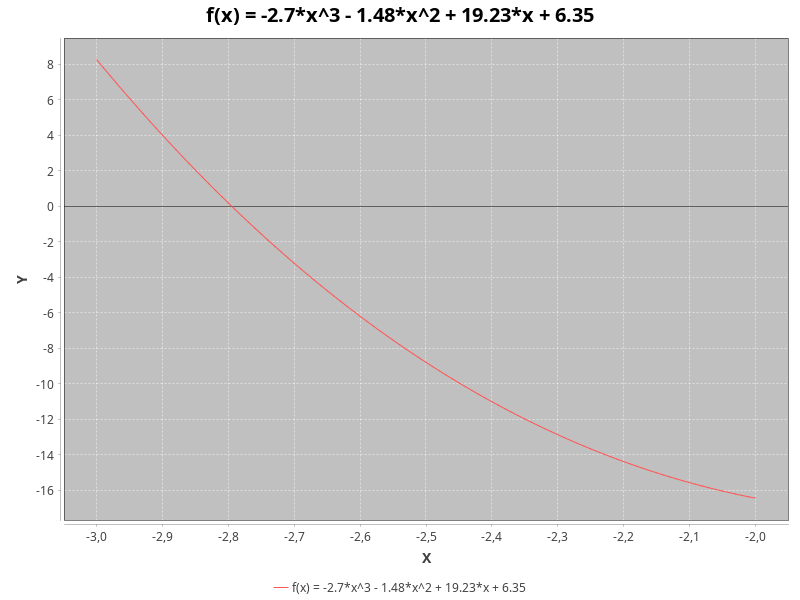 f(x) = -2.7*x^3 - 1.48*x^2 + 19.23*x + 6.35
8
6
4
2
0
-2
-4
-6
-8
-10
-12
-14
-16
Y
-3,0 -2,9 -2,8 -2,7 -2,6 -2,5 -2,4 -2,3 -2,2 -2,1 -2,0
X
f(x) = -2.7*x^3 - 1.48*x^2 + 19.23*x + 6.35